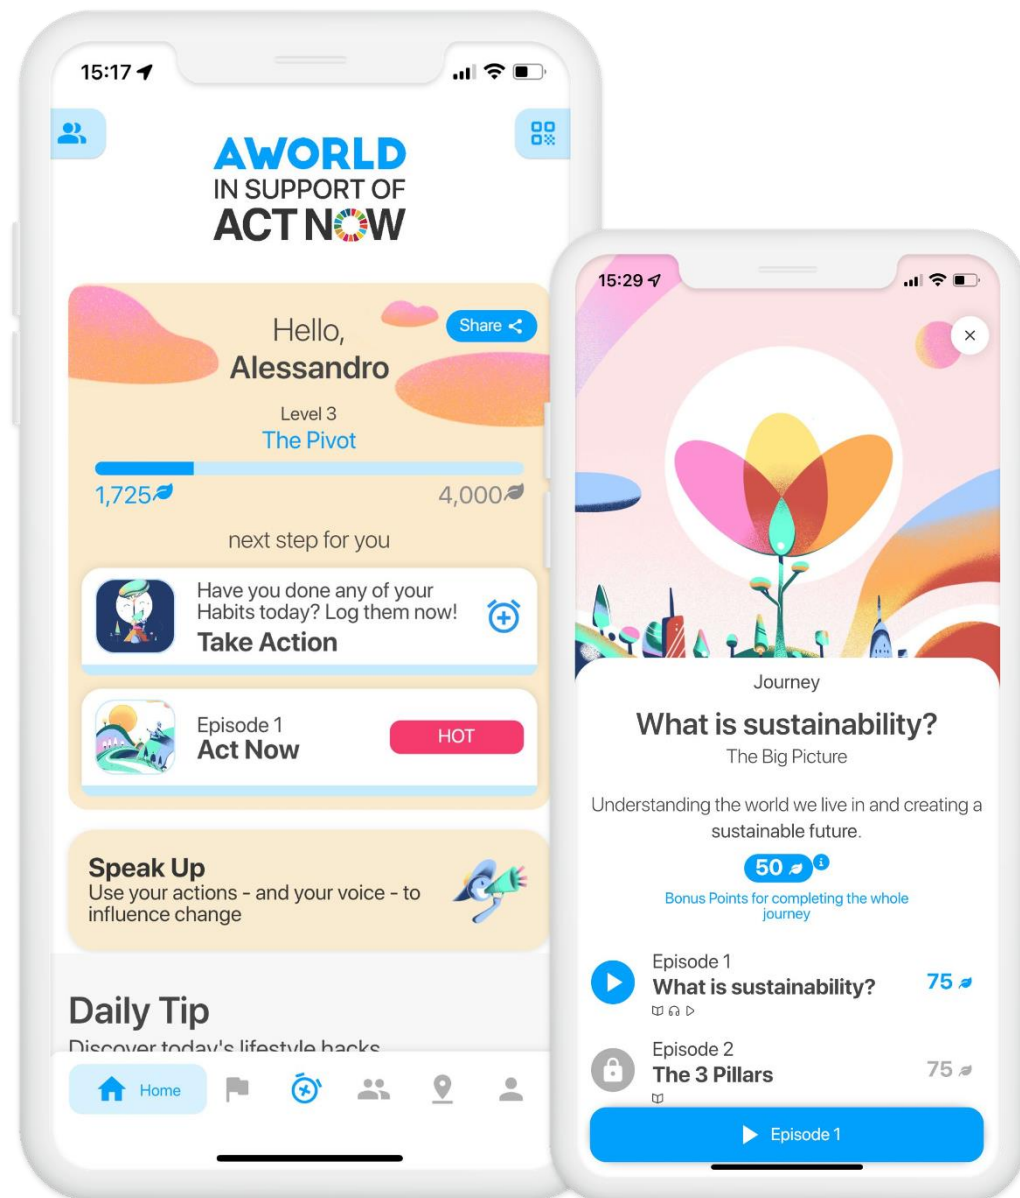 15:17
AWORLD
IN SUPPORT OF
ACT NOW
Hello,
Alessandro
Share
Level 3
The Pivot
1,725
4,000
next step for you
Have you done any of your
Habits today? Log them now!
Take Action
Episode 1
Act Now
HOT
Speak Up
Use your actions - and your voice - to
influence change
Daily Tip
Discover today's lifestyle hacks
Home
15:29
Journey
What is sustainability?
The Big Picture
Understanding the world we live in and creating a
sustainable future.
50
Bonus Points for completing the whole
journey
Episode 1
What is sustainability?
75
Episode 2
The 3 Pillars
75
Episode 1